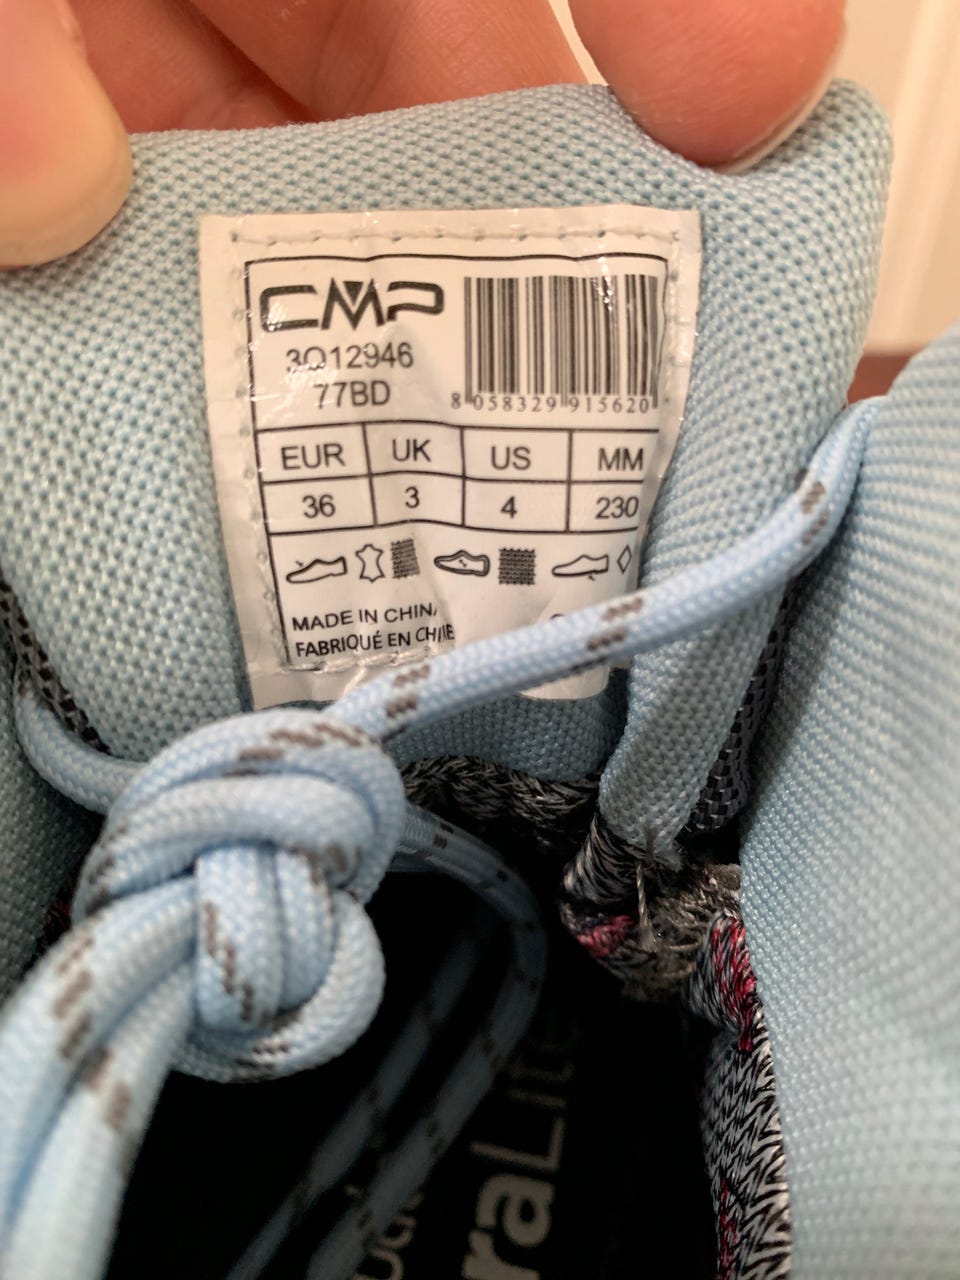 CMP
3Q12946
77BD
8 058329 915620
EUR UK US MM
36 3 4 230
MADE IN CHINA
FABRIQUÉ EN CHINE
raLite